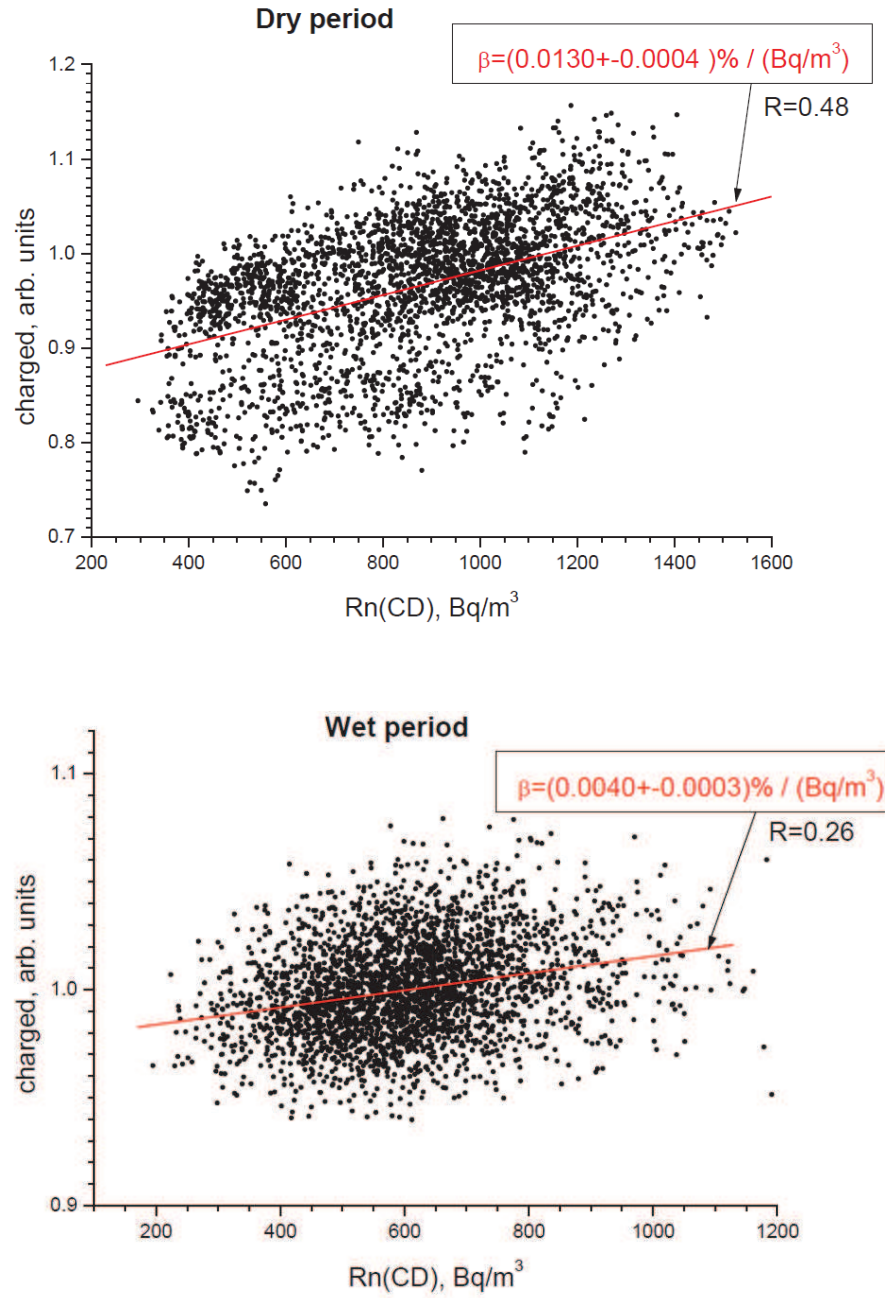 Dry period
β=(0.0130+-0.0004 )% / (Bq/m³)
R=0.48
charged, arb. units
1.2
1.1
1.0
0.9
0.8
0.7
200 400 600 800 1000 1200 1400 1600
Rn(CD), Bq/m³
Wet period
β=(0.0040+-0.0003)% / (Bq/m³)
R=0.26
charged, arb. units
1.1
1.0
0.9
200 400 600 800 1000 1200
Rn(CD), Bq/m³